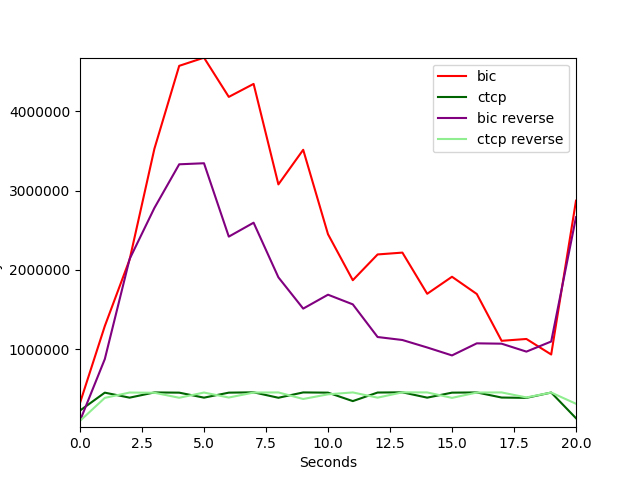 4000000
3000000
2000000
1000000
0.0 2.5 5.0 7.5 10.0 12.5 15.0 17.5 20.0
Seconds
bic
ctcp
bic reverse
ctcp reverse